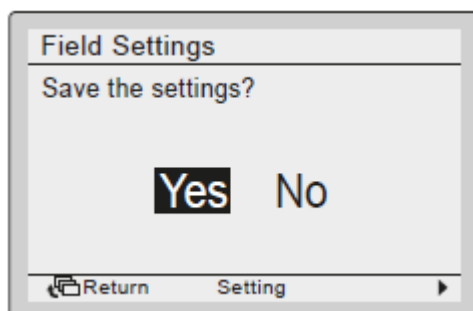 Field Settings
Save the settings?
Yes No
Return Setting